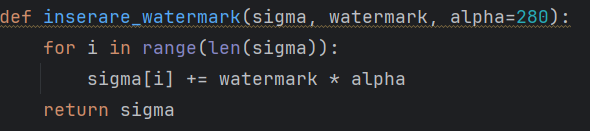 def inserare_watermark(sigma, watermark, alpha=280):
    for i in range(len(sigma)):
        sigma[i] += watermark * alpha
    return sigma